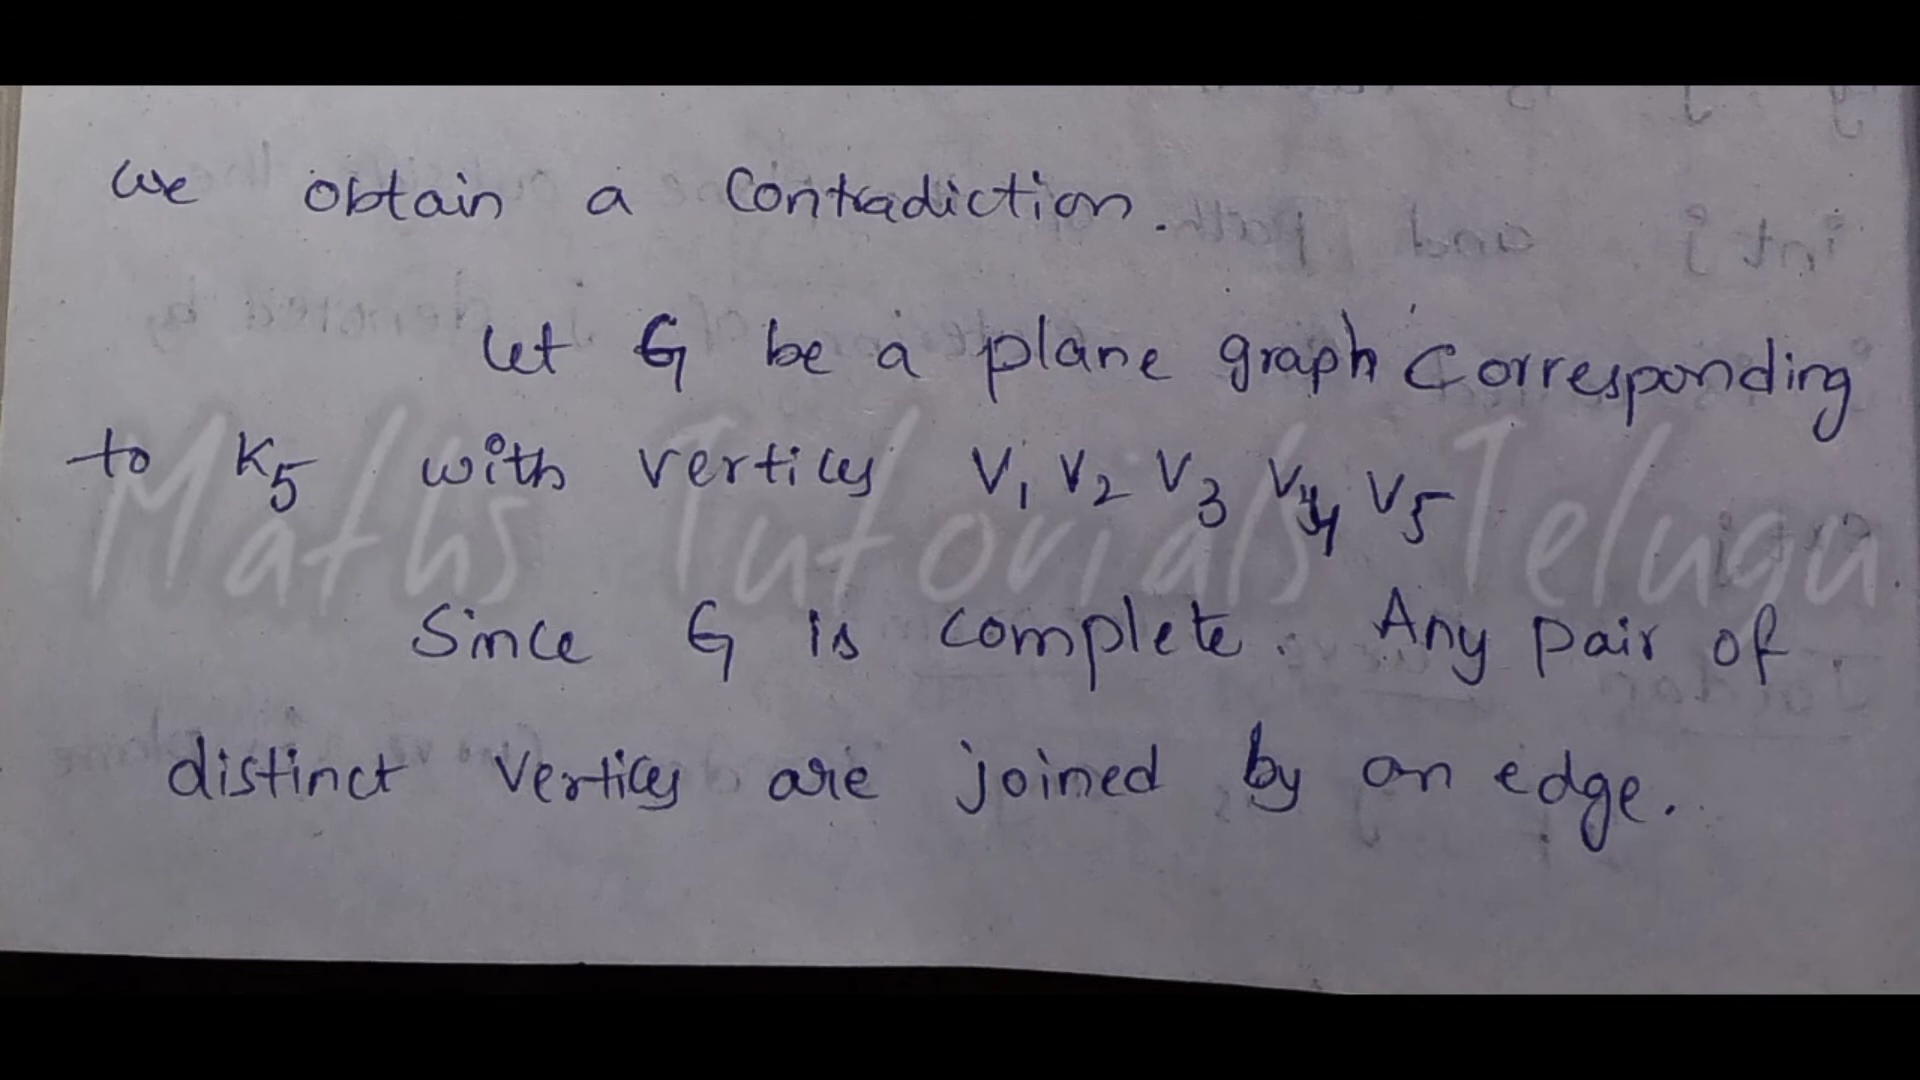 we obtain a contradiction.
let G be a plane graph corresponding
to K5 with vertices V1 V2 V3 V4 V5
Maths Tutorials Telugu
Since G is complete. Any pair of
distinct vertices are joined by an edge.